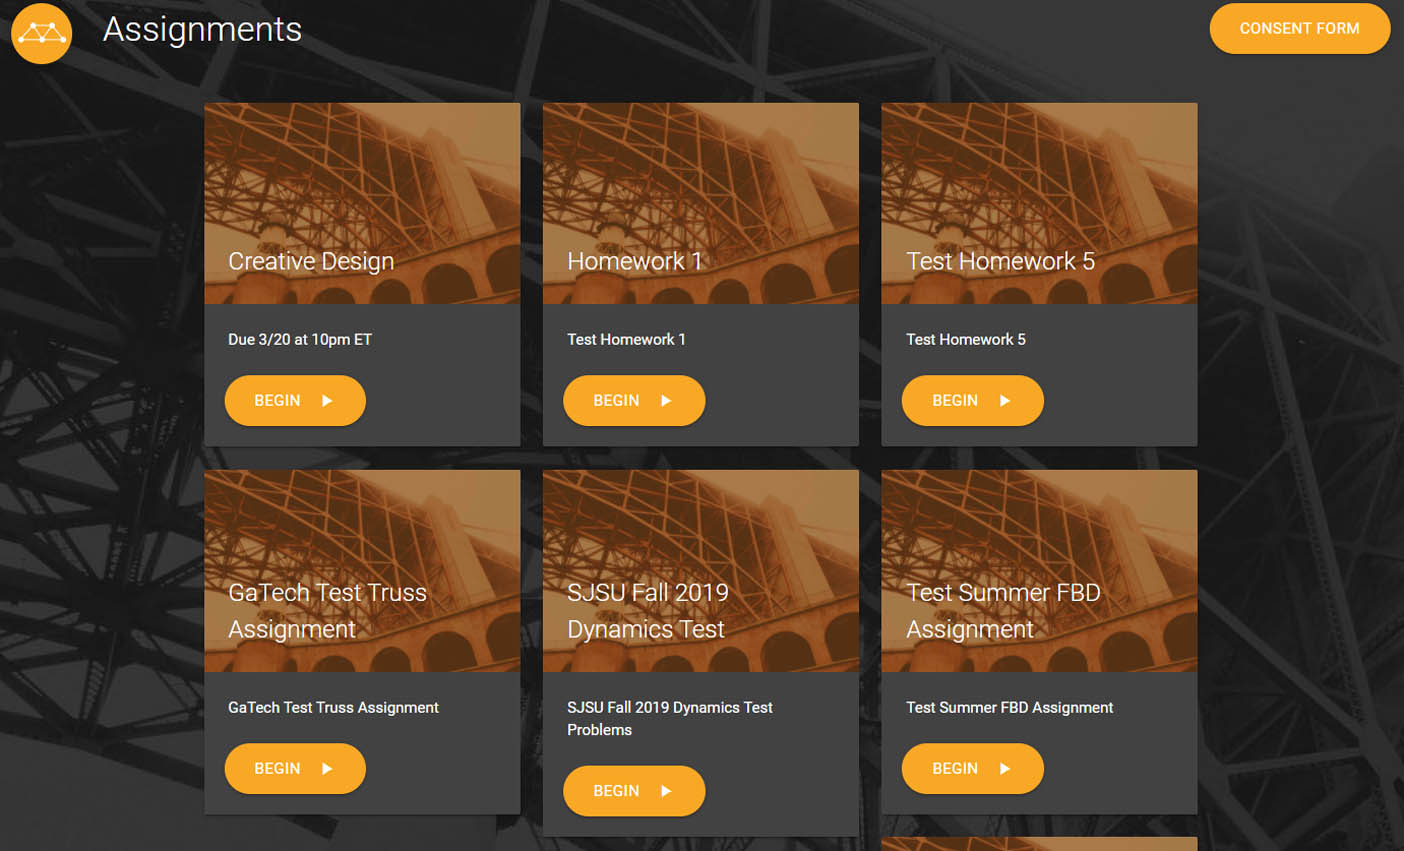 Assignments
CONSENT FORM
Creative Design
Due 3/20 at 10pm ET
BEGIN
Homework 1
Test Homework 1
BEGIN
Test Homework 5
Test Homework 5
BEGIN
GaTech Test Truss
Assignment
GaTech Test Truss Assignment
BEGIN
SJSU Fall 2019
Dynamics Test
SJSU Fall 2019 Dynamics Test
Problems
BEGIN
Test Summer FBD
Assignment
Test Summer FBD Assignment
BEGIN